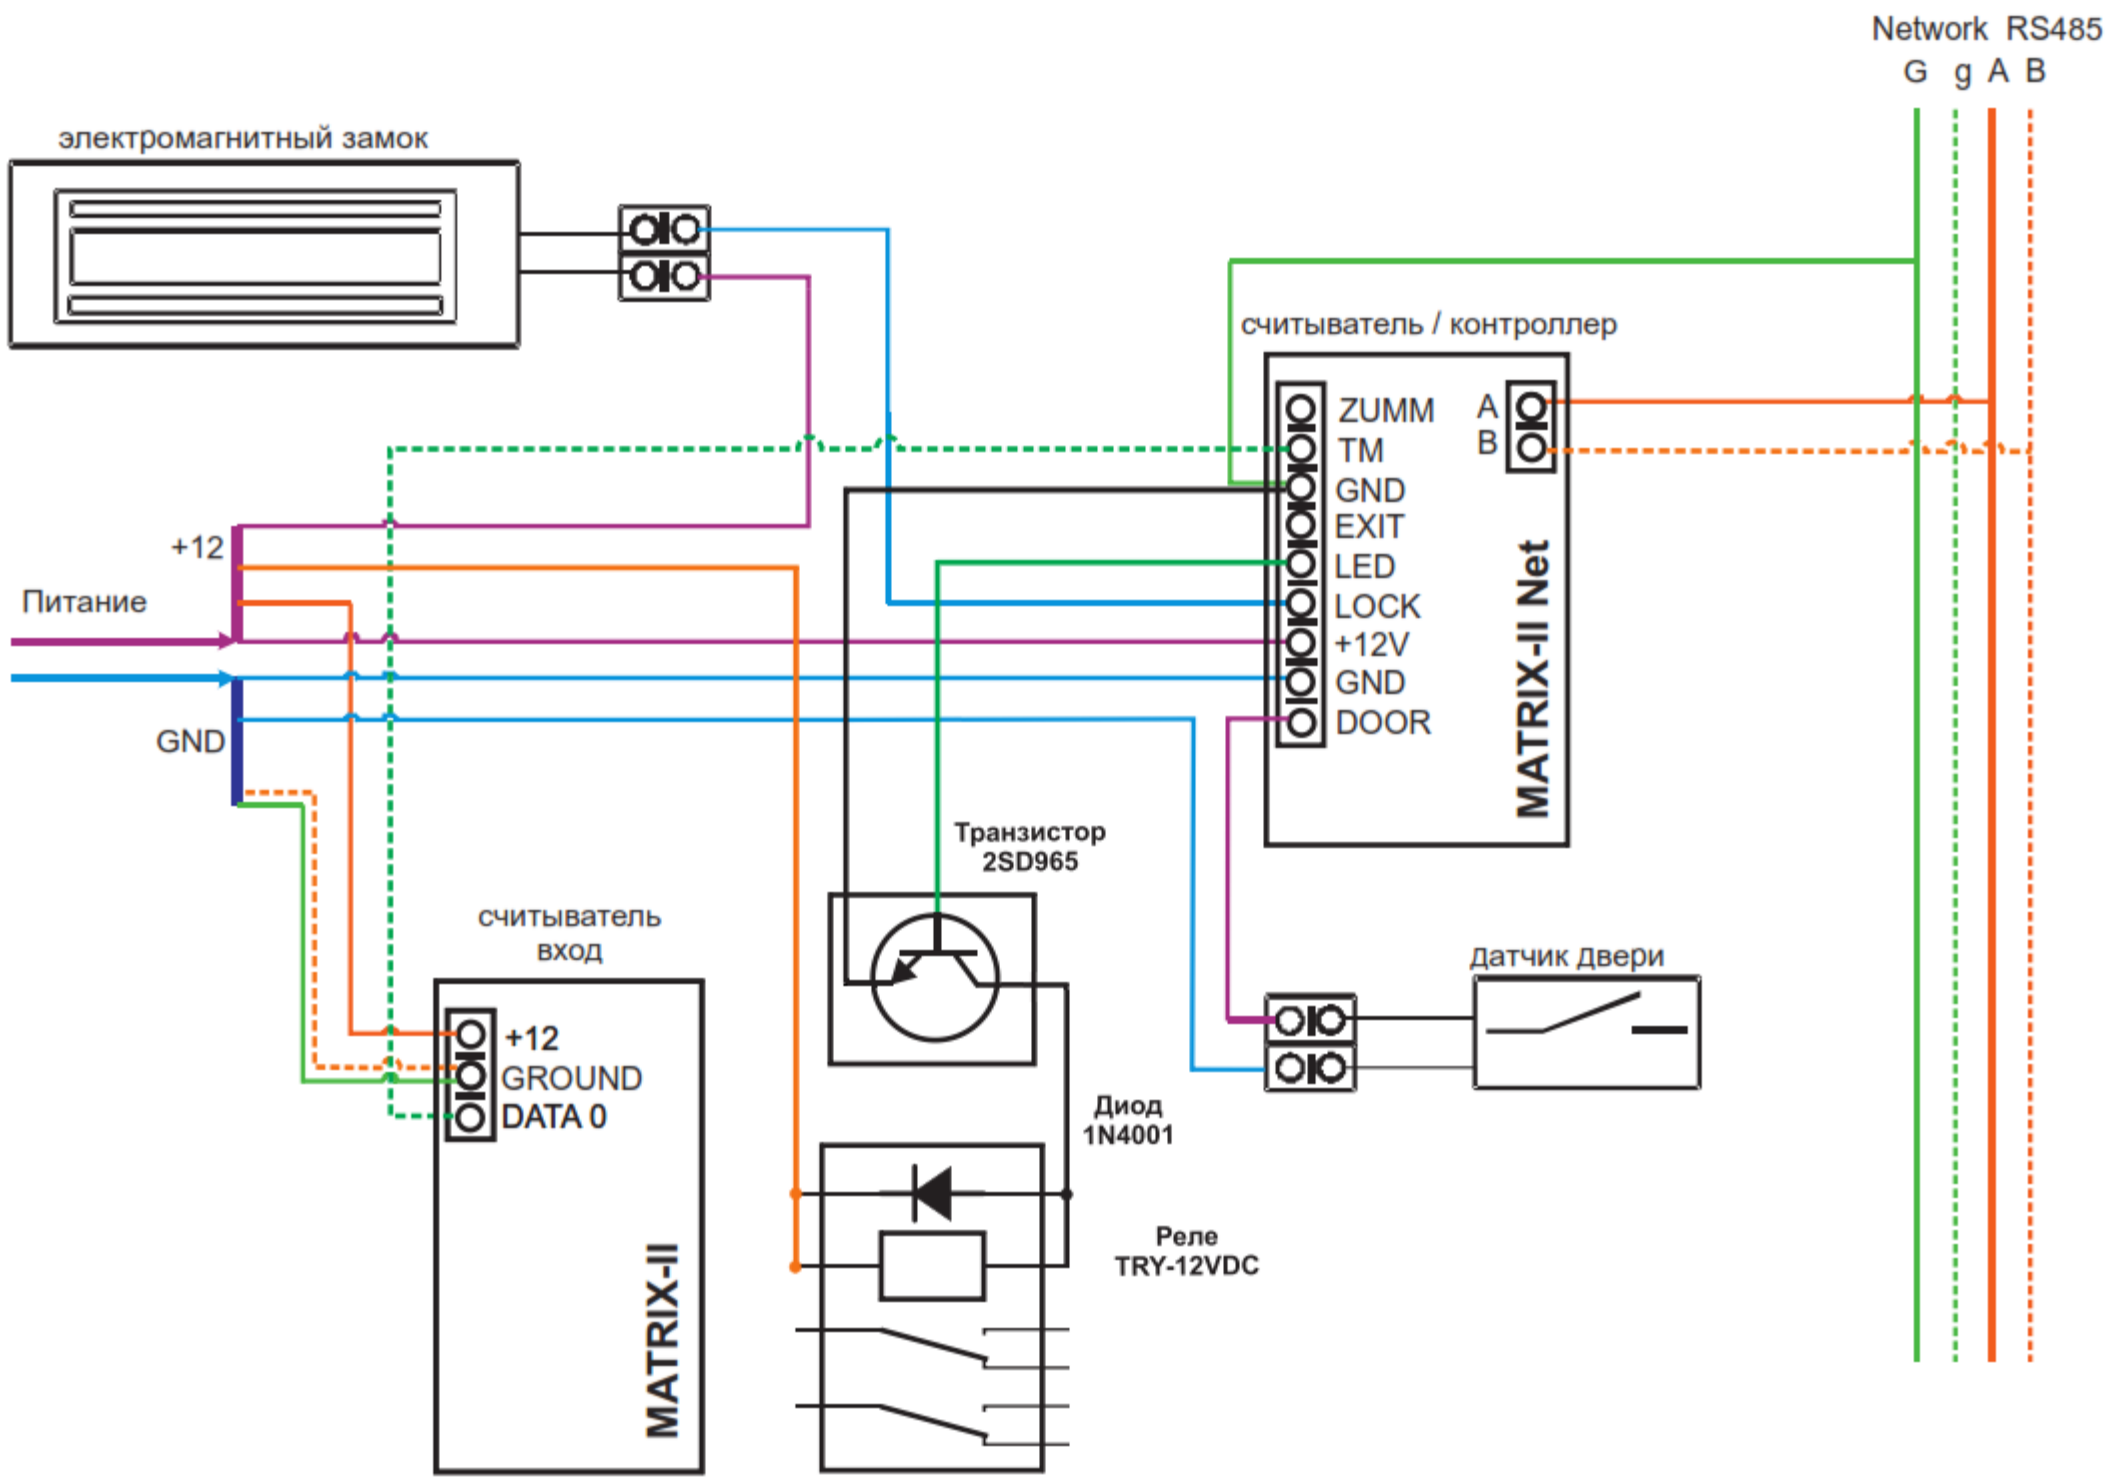 Network RS485
G g A B
электромагнитный замок
считыватель / контроллер
ZUMM
TM
GND
EXIT
LED
LOCK
+12V
GND
DOOR
A
B
MATRIX-II Net
+12
Питание
GND
Транзистор
2SD965
считыватель
вход
+12
GROUND
DATA 0
MATRIX-II
Датчик Двери
Диод
1N4001
Реле
TRY-12VDC